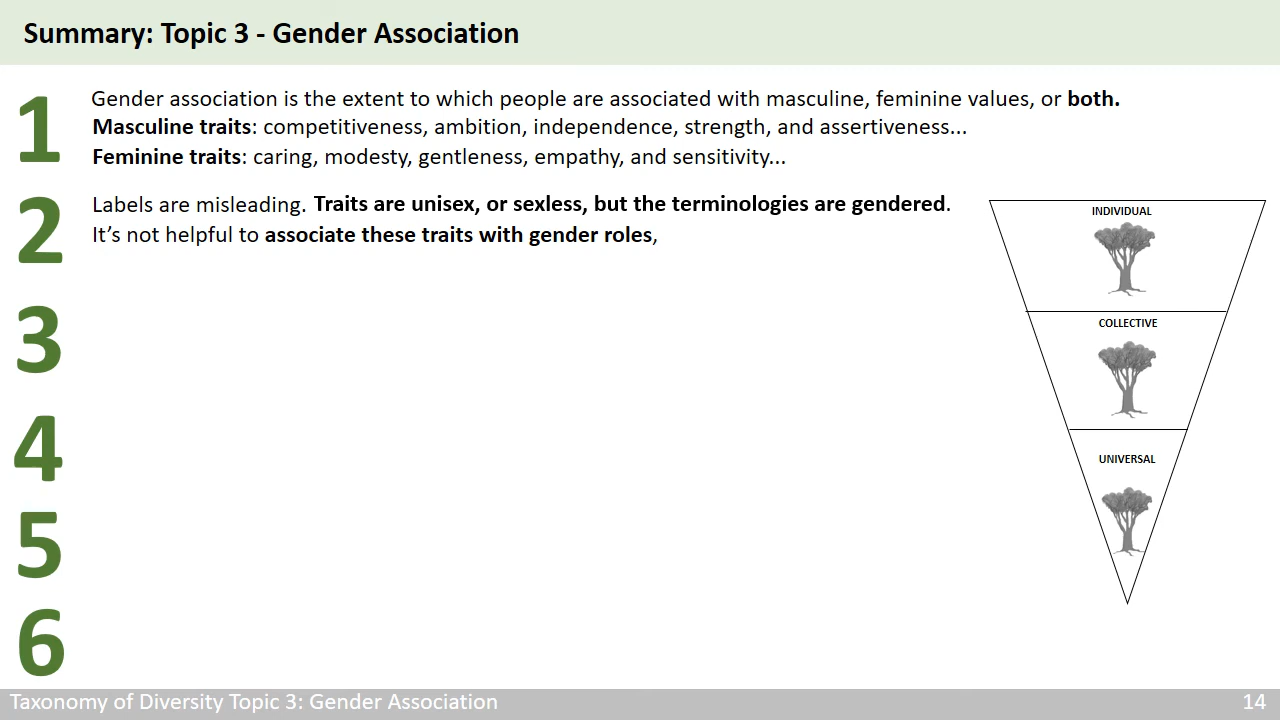 Summary: Topic 3 - Gender Association
1
Gender association is the extent to which people are associated with masculine, feminine values, or both.
Masculine traits: competitiveness, ambition, independence, strength, and assertiveness...
Feminine traits: caring, modesty, gentleness, empathy, and sensitivity...
2
Labels are misleading. Traits are unisex, or sexless, but the terminologies are gendered.
It’s not helpful to associate these traits with gender roles,
3
4
5
6
INDIVIDUAL
COLLECTIVE
UNIVERSAL
Taxonomy of Diversity Topic 3: Gender Association
14